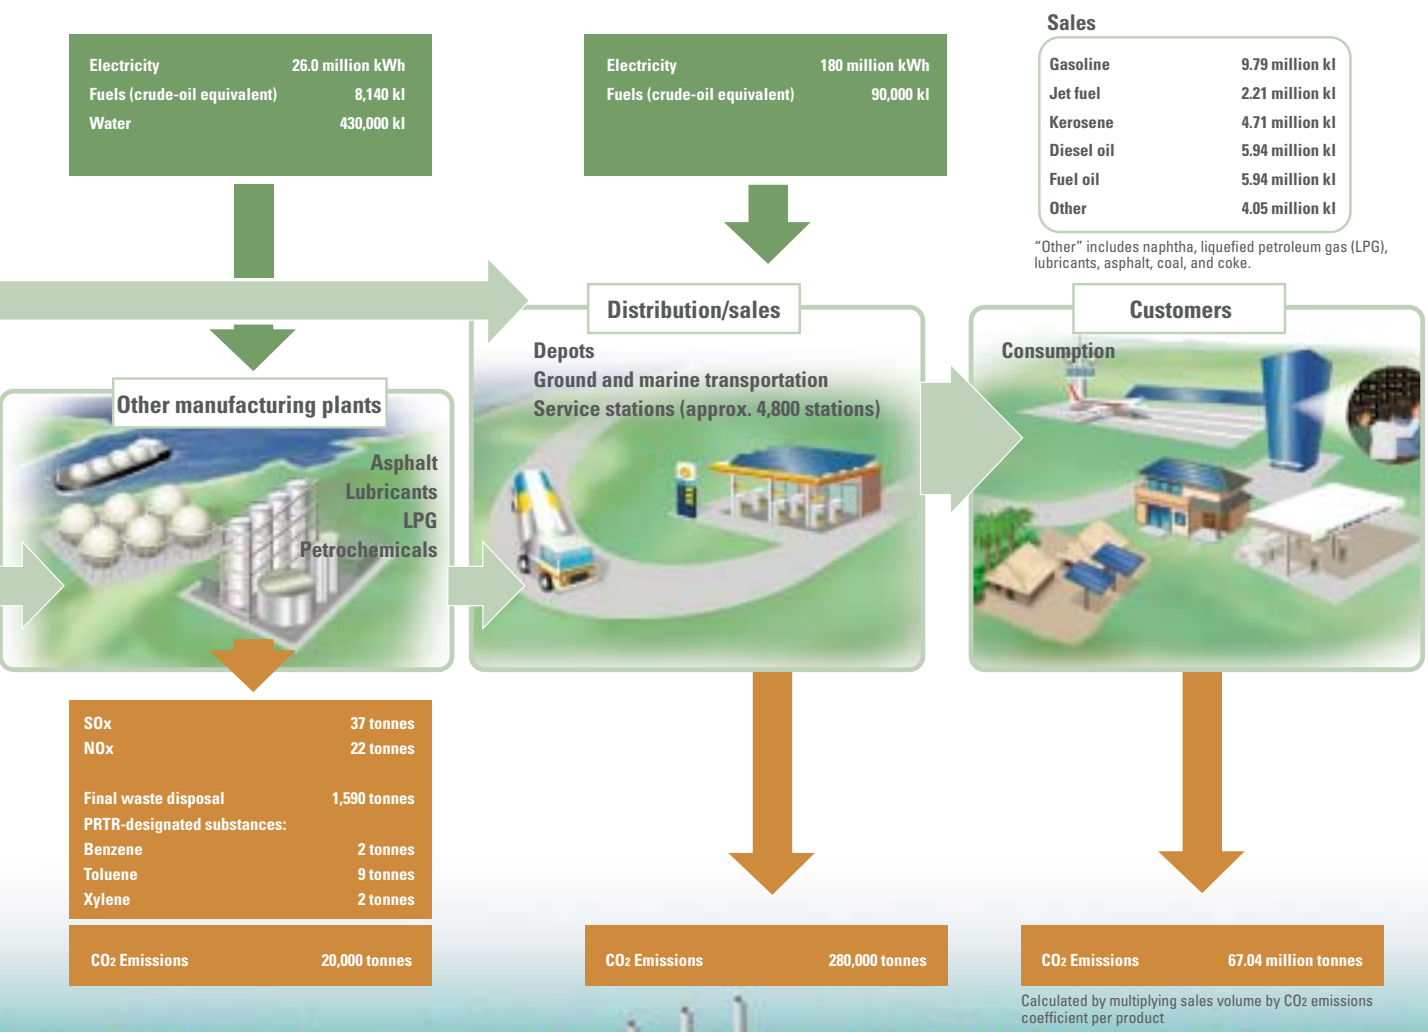 Sales
Electricity 26.0 million kWh
Fuels (crude-oil equivalent) 8,140 kl
Water 430,000 kl
Electricity 180 million kWh
Fuels (crude-oil equivalent) 90,000 kl
Gasoline 9.79 million kl
Jet fuel 2.21 million kl
Kerosene 4.71 million kl
Diesel oil 5.94 million kl
Fuel oil 5.94 million kl
Other 4.05 million kl
“Other” includes naphtha, liquefied petroleum gas (LPG),
lubricants, asphalt, coal, and coke.
Other manufacturing plants
Asphalt
Lubricants
LPG
Petrochemicals
Distribution/sales
Depots
Ground and marine transportation
Service stations (approx. 4,800 stations)
Customers
Consumption
SOx 37 tonnes
NOx 22 tonnes
Final waste disposal 1,590 tonnes
PRTR-designated substances:
Benzene 2 tonnes
Toluene 9 tonnes
Xylene 2 tonnes
CO2 Emissions 20,000 tonnes
CO2 Emissions 280,000 tonnes
CO2 Emissions 67.04 million tonnes
Calculated by multiplying sales volume by CO2 emissions
coefficient per product